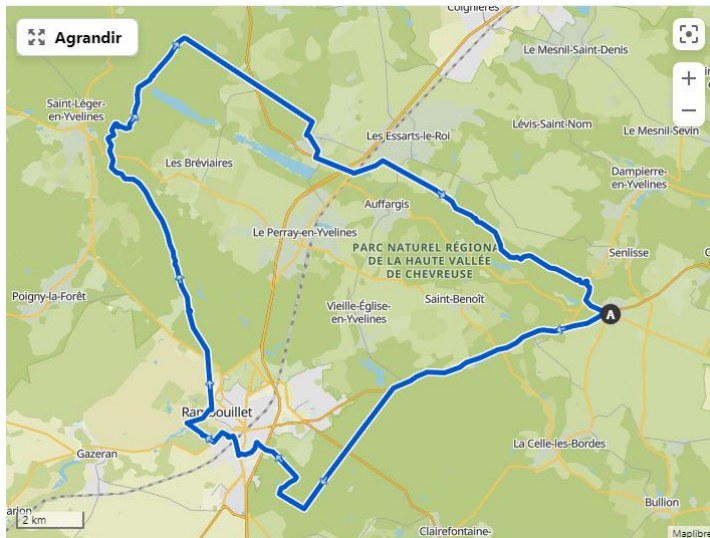 Coignières
Agrandir
Le Mesnil-Saint-Denis
+
−
Saint-Léger-
en-Yvelines
Les Essarts-le-Roi
Lévis-Saint-Nom
Le Mesnil-Sevin
Les Bréviaires
Dampierre-
en-Yvelines
Auffargis
Le Perray-en-Yvelines
PARC NATUREL RÉGIONA
DE LA HAUTE VALLÉE
DE CHEVREUSE
Senlisse
Poigny-la-Forêt
Saint-Benoît
Vieille-Église-
en-Yvelines
A
Rambouillet
La Celle-les-Bordes
Gazeran
Bullion
2 km
Clairefontaine-
Maplibre